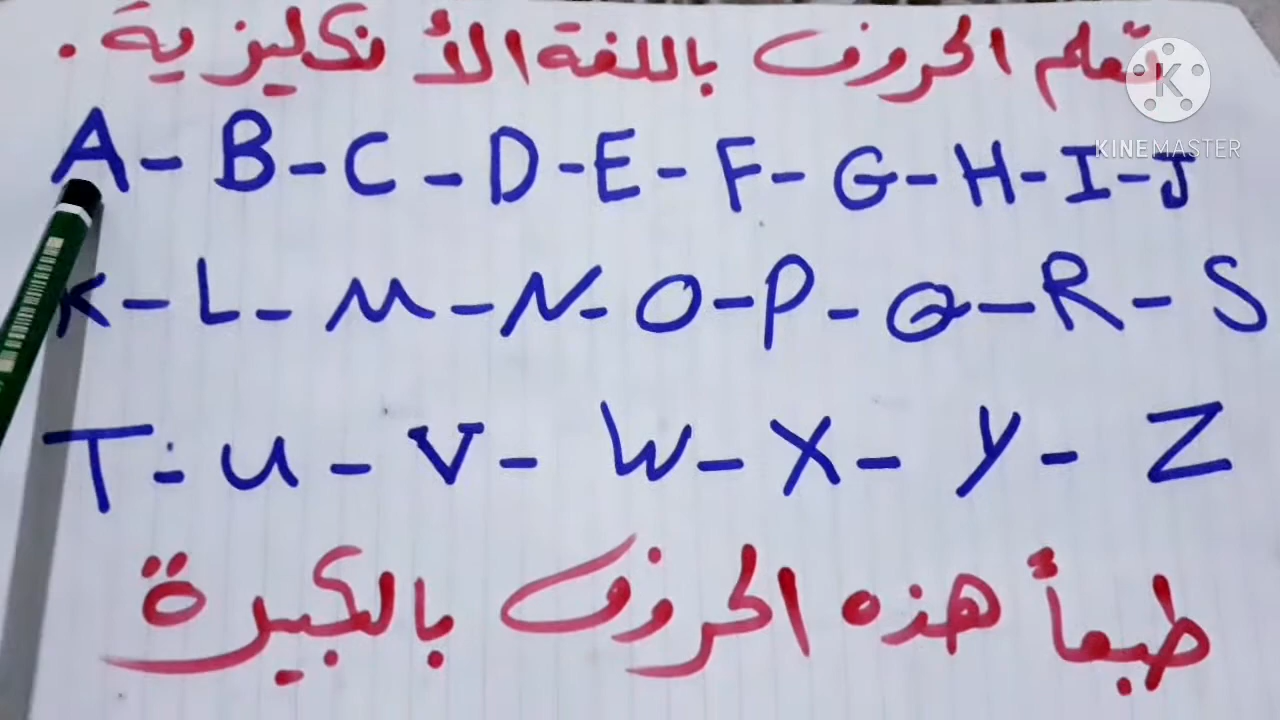 تعلم الحروف باللغة الأنكليزية.
KINEMASTER
A - B - C - D - E - F - G - H - I - J
K - L - M - N - O - P - Q - R - S
T - U - V - W - X - Y - Z
طبعاً هذه الحروف بالكبيرة